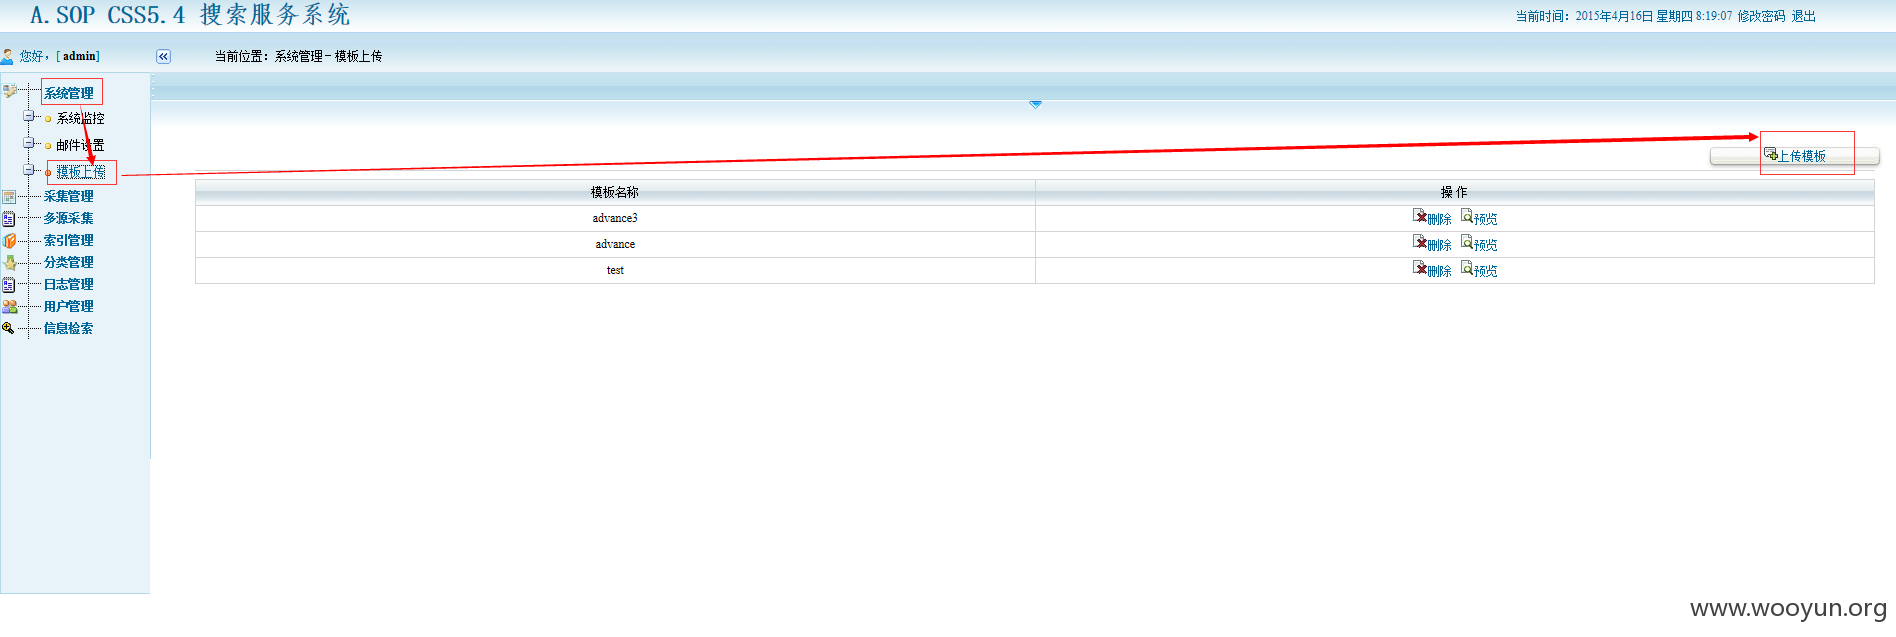 A.SOP CSS5.4 搜索服务系统
当前时间：2015年4月16日 星期四 8:19:07 修改密码 退出
您好，[ admin]
当前位置：系统管理－模板上传
系统管理
系统监控
邮件设置
模板上传
采集管理
多源采集
索引管理
分类管理
日志管理
用户管理
信息检索
上传模板
模板名称 操 作
advance3 删除 预览
advance 删除 预览
test 删除 预览
www.wooyun.org